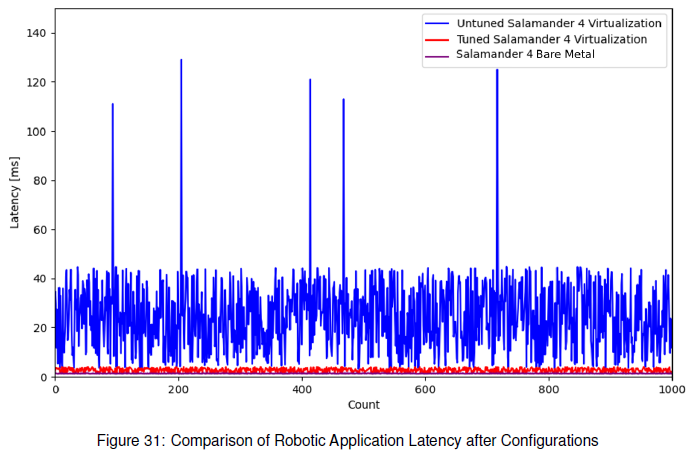 Untuned Salamander 4 Virtualization
Tuned Salamander 4 Virtualization
Salamander 4 Bare Metal
140
120
100
80
60
40
20
0
Latency [ms]
0 200 400 600 800 1000
Count
Figure 31: Comparison of Robotic Application Latency after Configurations